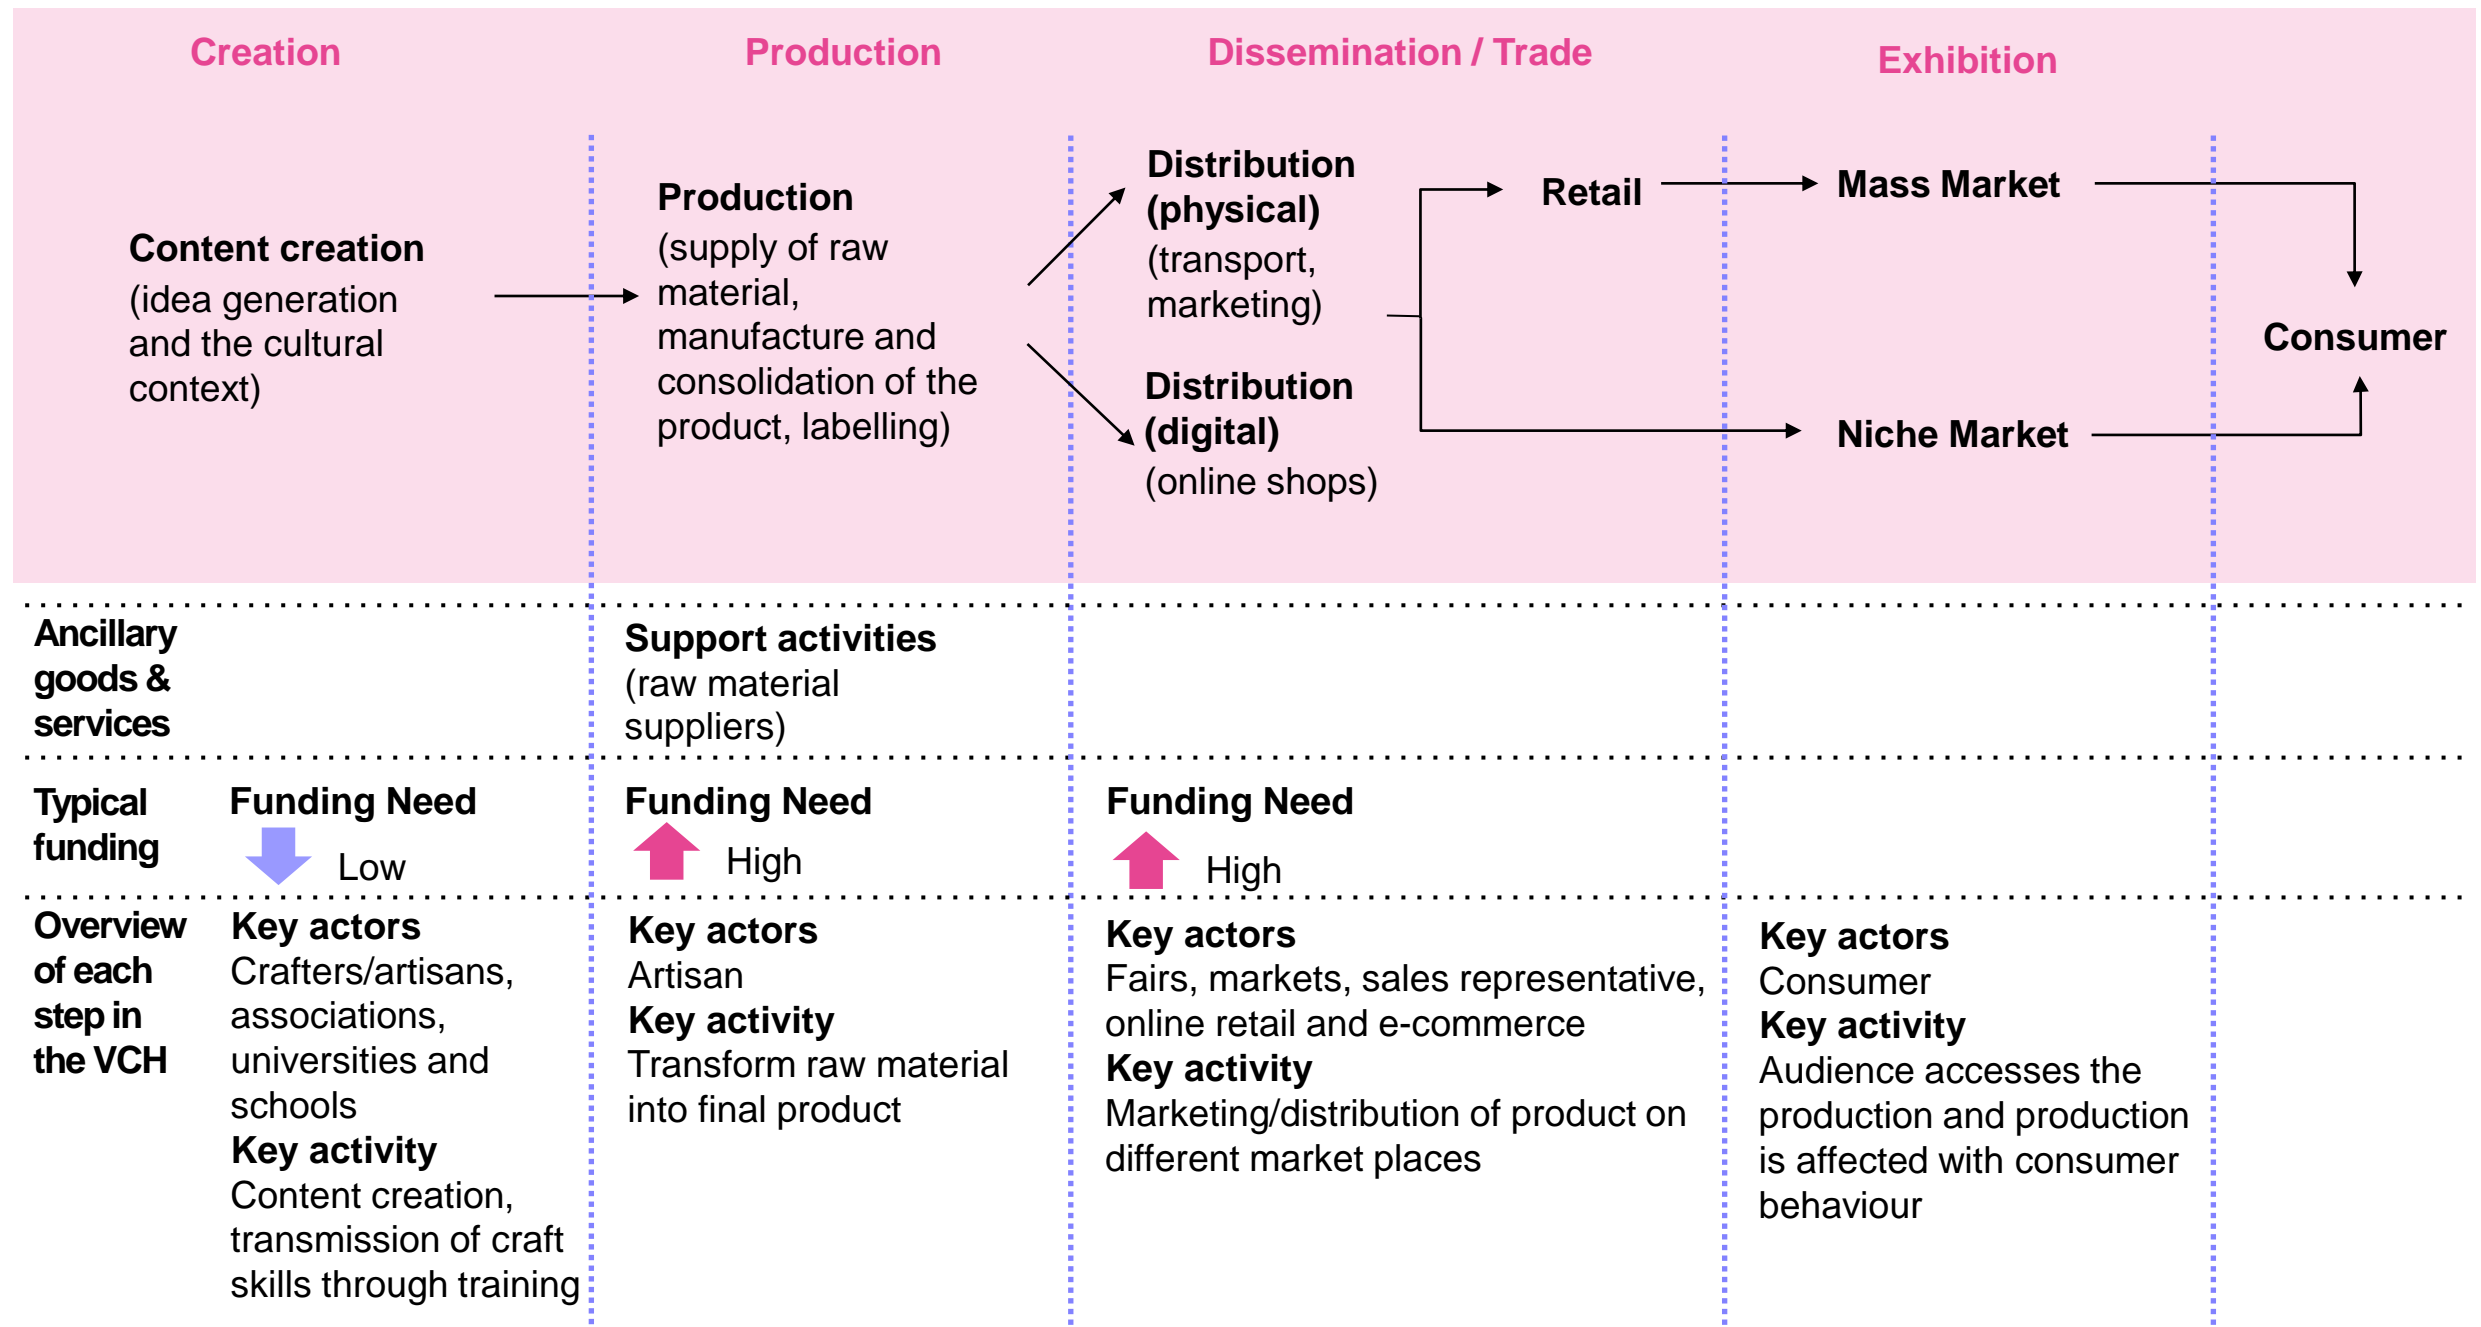 Creation
Production
Dissemination / Trade
Exhibition
Content creation
(idea generation
and the cultural
context)
Production
(supply of raw
material,
manufacture and
consolidation of the
product, labelling)
Distribution
(physical)
(transport,
marketing)
Distribution
(digital)
(online shops)
Retail
Mass Market
Niche Market
Consumer
Ancillary
goods &
services
Support activities
(raw material
suppliers)
Typical
funding
Funding Need
Low
Funding Need
High
Funding Need
High
Overview
of each
step in
the VCH
Key actors
Crafters/artisans,
associations,
universities and
schools
Key activity
Content creation,
transmission of craft
skills through training
Key actors
Artisan
Key activity
Transform raw material
into final product
Key actors
Fairs, markets, sales representative,
online retail and e-commerce
Key activity
Marketing/distribution of product on
different market places
Key actors
Consumer
Key activity
Audience accesses the
production and production
is affected with consumer
behaviour